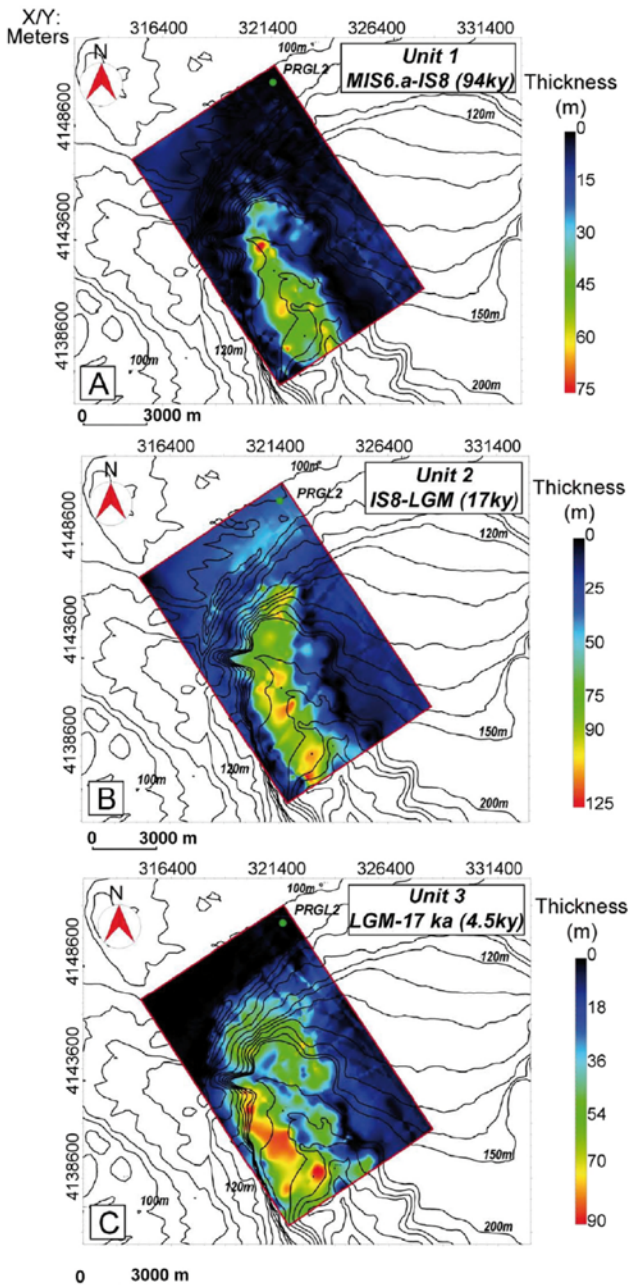 X/Y:
Meters
316400 321400 326400 331400
N
100m
PRGL2
Unit 1
MIS6.a-IS8 (94ky)
Thickness
(m)
0
15
30
45
60
75
4148600
4143600
4138600
120m
150m
200m
100m
120m
A
0 3000 m
316400 321400 326400 331400
N
100m
PRGL2
Unit 2
IS8-LGM (17ky)
Thickness
(m)
0
25
50
75
90
125
4148600
4143600
4138600
120m
150m
200m
100m
120m
B
0 3000 m
316400 321400 326400 331400
N
100m
PRGL2
Unit 3
LGM-17 ka (4.5ky)
Thickness
(m)
0
18
36
54
70
90
4148600
4143600
4138600
120m
150m
200m
100m
120m
C
0 3000 m